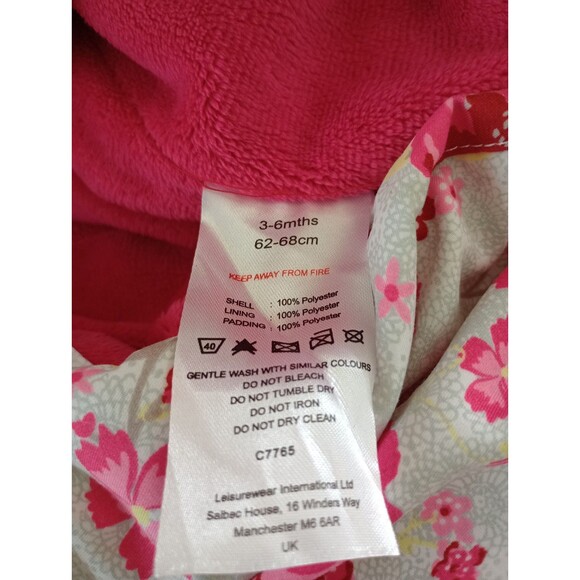 3-6mths
62-68cm
KEEP AWAY FROM FIRE
SHELL : 100% Polyester
LINING : 100% Polyester
PADDING : 100% Polyester
40
GENTLE WASH WITH SIMILAR COLOURS
DO NOT BLEACH
DO NOT TUMBLE DRY
DO NOT IRON
DO NOT DRY CLEAN
C7765
Leisurewear International Ltd
Saibec House, 16 Winders Way
Manchester M6 6AR
UK